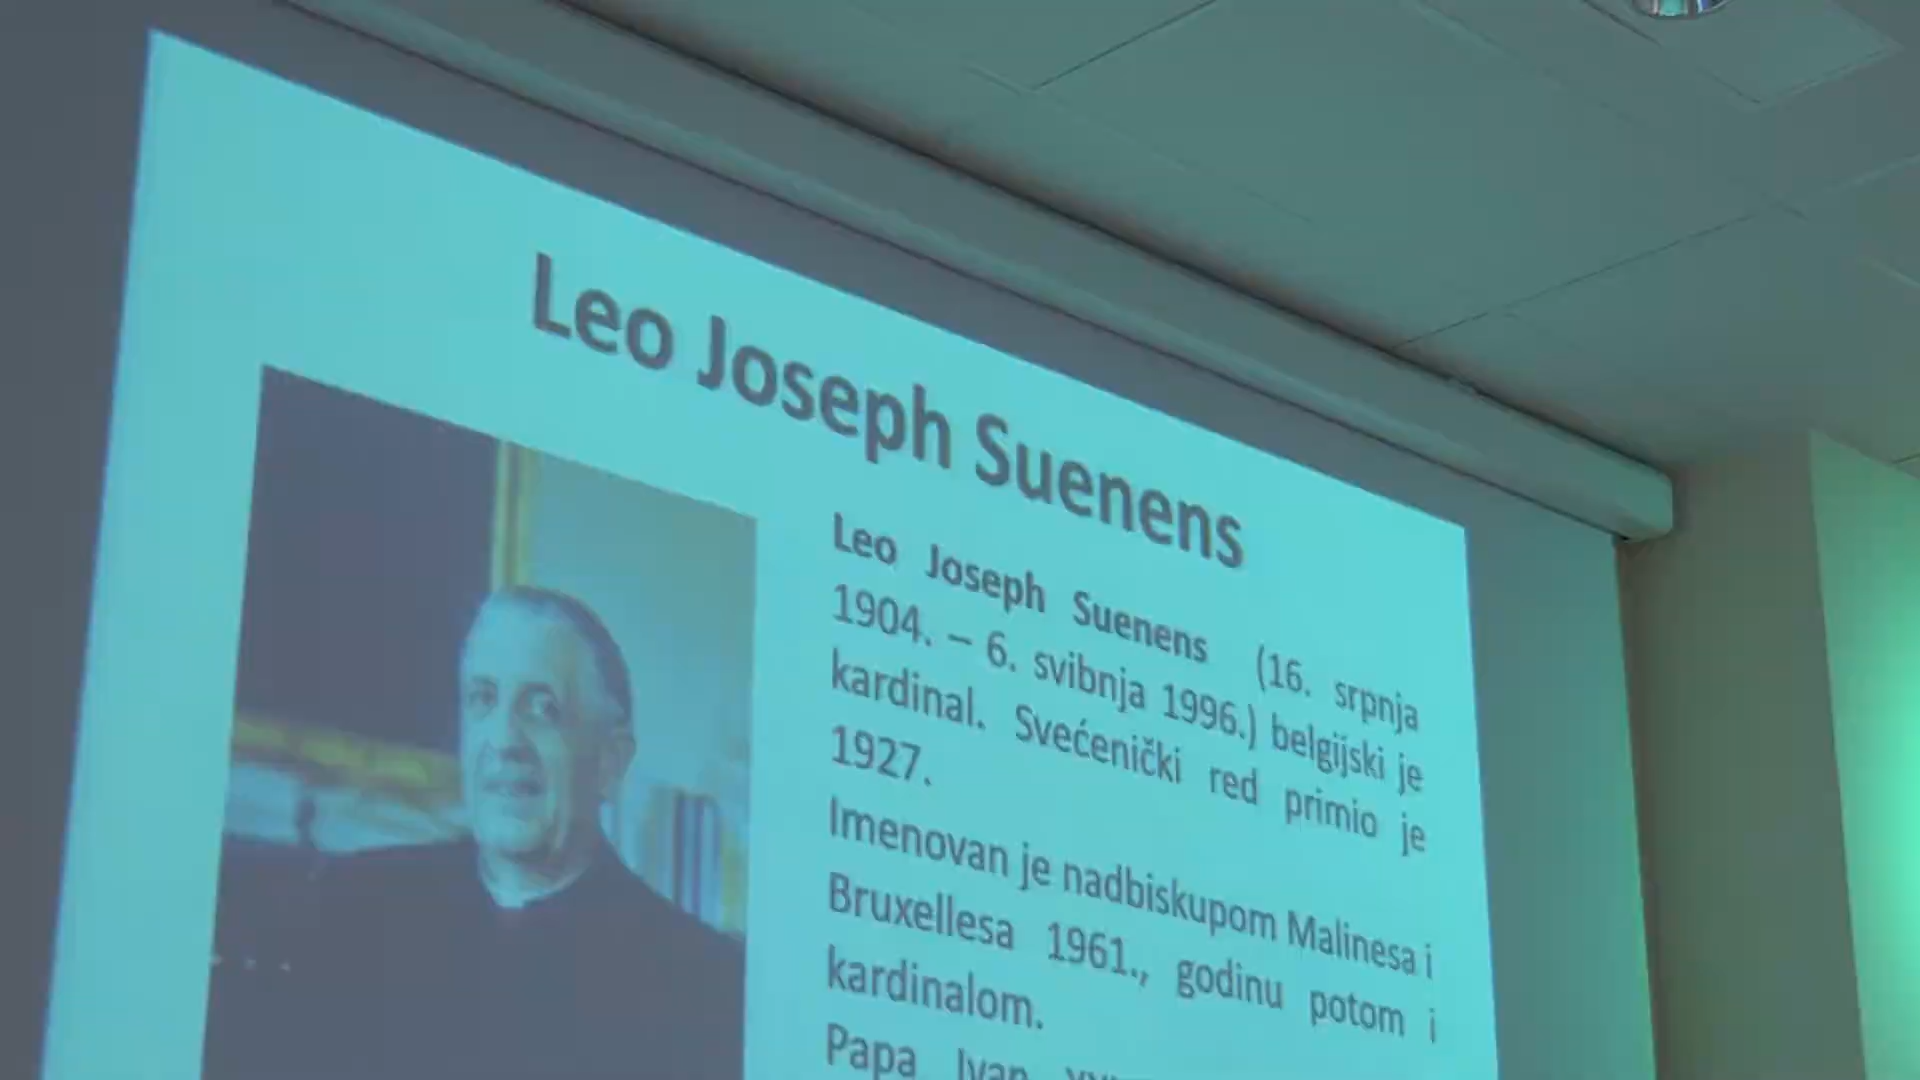 Leo Joseph Suenens
Leo Joseph Suenens (16. srpnja
1904. – 6. svibnja 1996.) belgijski je
kardinal. Svećenički red primio je
1927.
Imenovan je nadbiskupom Malinesa i
Bruxellesa 1961., godinu potom i
kardinalom.
Papa Ivan